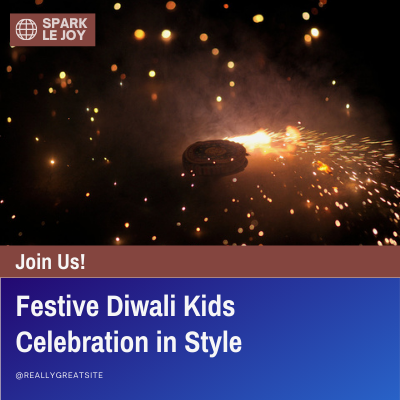 SPARK
LE JOY
Join Us!
Festive Diwali Kids
Celebration in Style
@REALLYGREATSITE